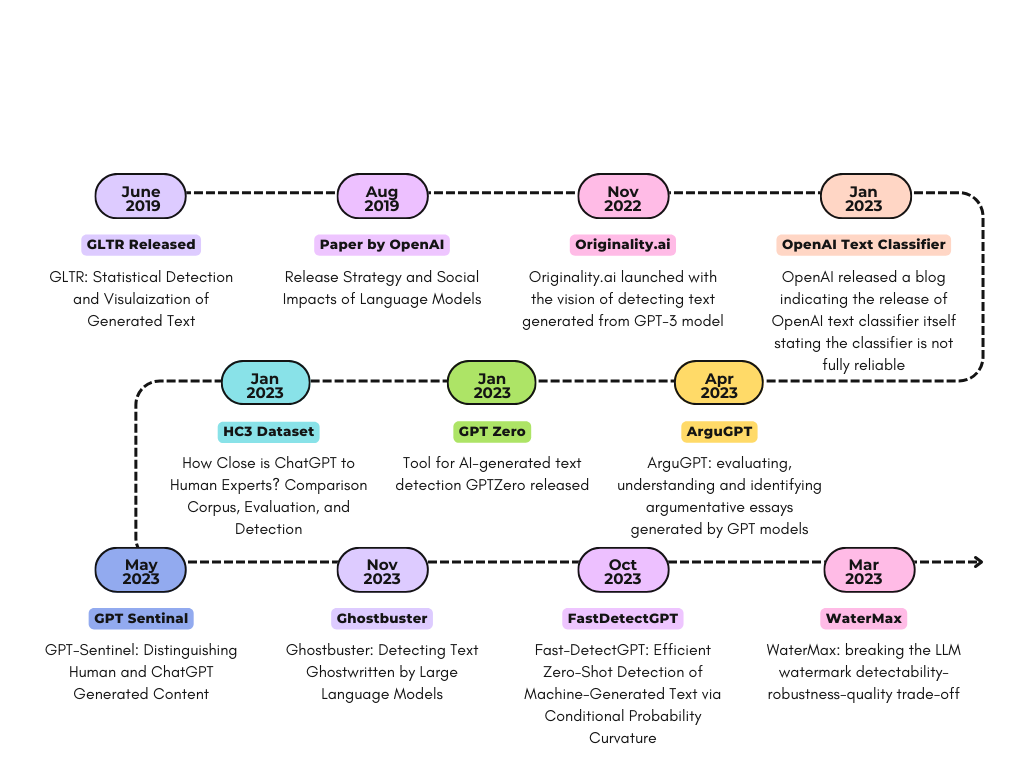 June
2019
GLTR Released
GLTR: Statistical Detection
and Visulaization of
Generated Text
Aug
2019
Paper by OpenAI
Release Strategy and Social
Impacts of Language Models
Nov
2022
Originality.ai
Originality.ai launched with
the vision of detecting text
generated from GPT-3 model
Jan
2023
OpenAI Text Classifier
OpenAI released a blog
indicating the release of
OpenAI text classifier itself
stating the classifier is not
fully reliable
Jan
2023
HC3 Dataset
How Close is ChatGPT to
Human Experts? Comparison
Corpus, Evaluation, and
Detection
Jan
2023
GPT Zero
Tool for AI-generated text
detection GPTZero released
Apr
2023
ArguGPT
ArguGPT: evaluating,
understanding and identifying
argumentative essays
generated by GPT models
May
2023
GPT Sentinal
GPT-Sentinel: Distinguishing
Human and ChatGPT
Generated Content
Nov
2023
Ghostbuster
Ghostbuster: Detecting Text
Ghostwritten by Large
Language Models
Oct
2023
FastDetectGPT
Fast-DetectGPT: Efficient
Zero-Shot Detection of
Machine-Generated Text via
Conditional Probability
Curvature
Mar
2023
WaterMax
WaterMax: breaking the LLM
watermark detectability-
robustness-quality trade-off